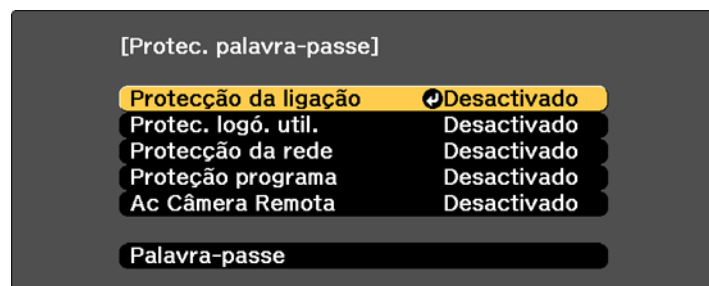 [Protec. palavra-passe]
Protecção da ligação Desactivado
Protec. logó. util. Desactivado
Protecção da rede Desactivado
Proteção programa Desactivado
Ac Câmera Remota Desactivado
Palavra-passe